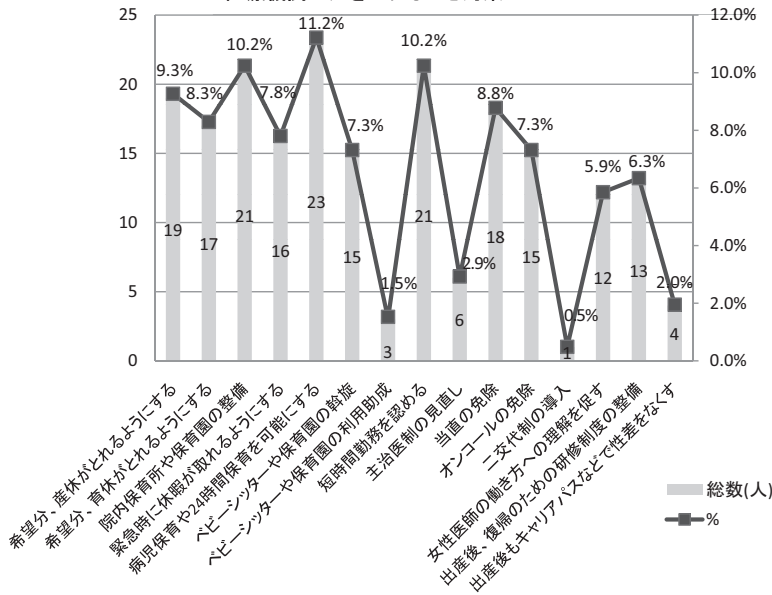 25
20
15
10
5
0
12.0%
10.0%
8.0%
6.0%
4.0%
2.0%
0.0%
9.3%
8.3%
10.2%
7.8%
11.2%
7.3%
1.5%
10.2%
2.9%
8.8%
7.3%
0.5%
5.9%
6.3%
2.0%
19
17
21
16
23
15
3
21
6
18
15
1
12
13
4
希望分、産休がとれるようにする
希望分、育休がとれるようにする
院内保育所や保育園の整備
緊急時に休暇が取れるようにする
病児保育や24時間保育を可能にする
ベビーシッターや保育園の斡旋
ベビーシッターや保育園の利用助成
短時間勤務を認める
主治医制の見直し
当直の免除
オンコールの免除
二交代制の導入
女性医師の働き方への理解を促す
出産後、復帰のための研修制度の整備
出産後もキャリアパスなどで性差をなくす
総数(人)
%